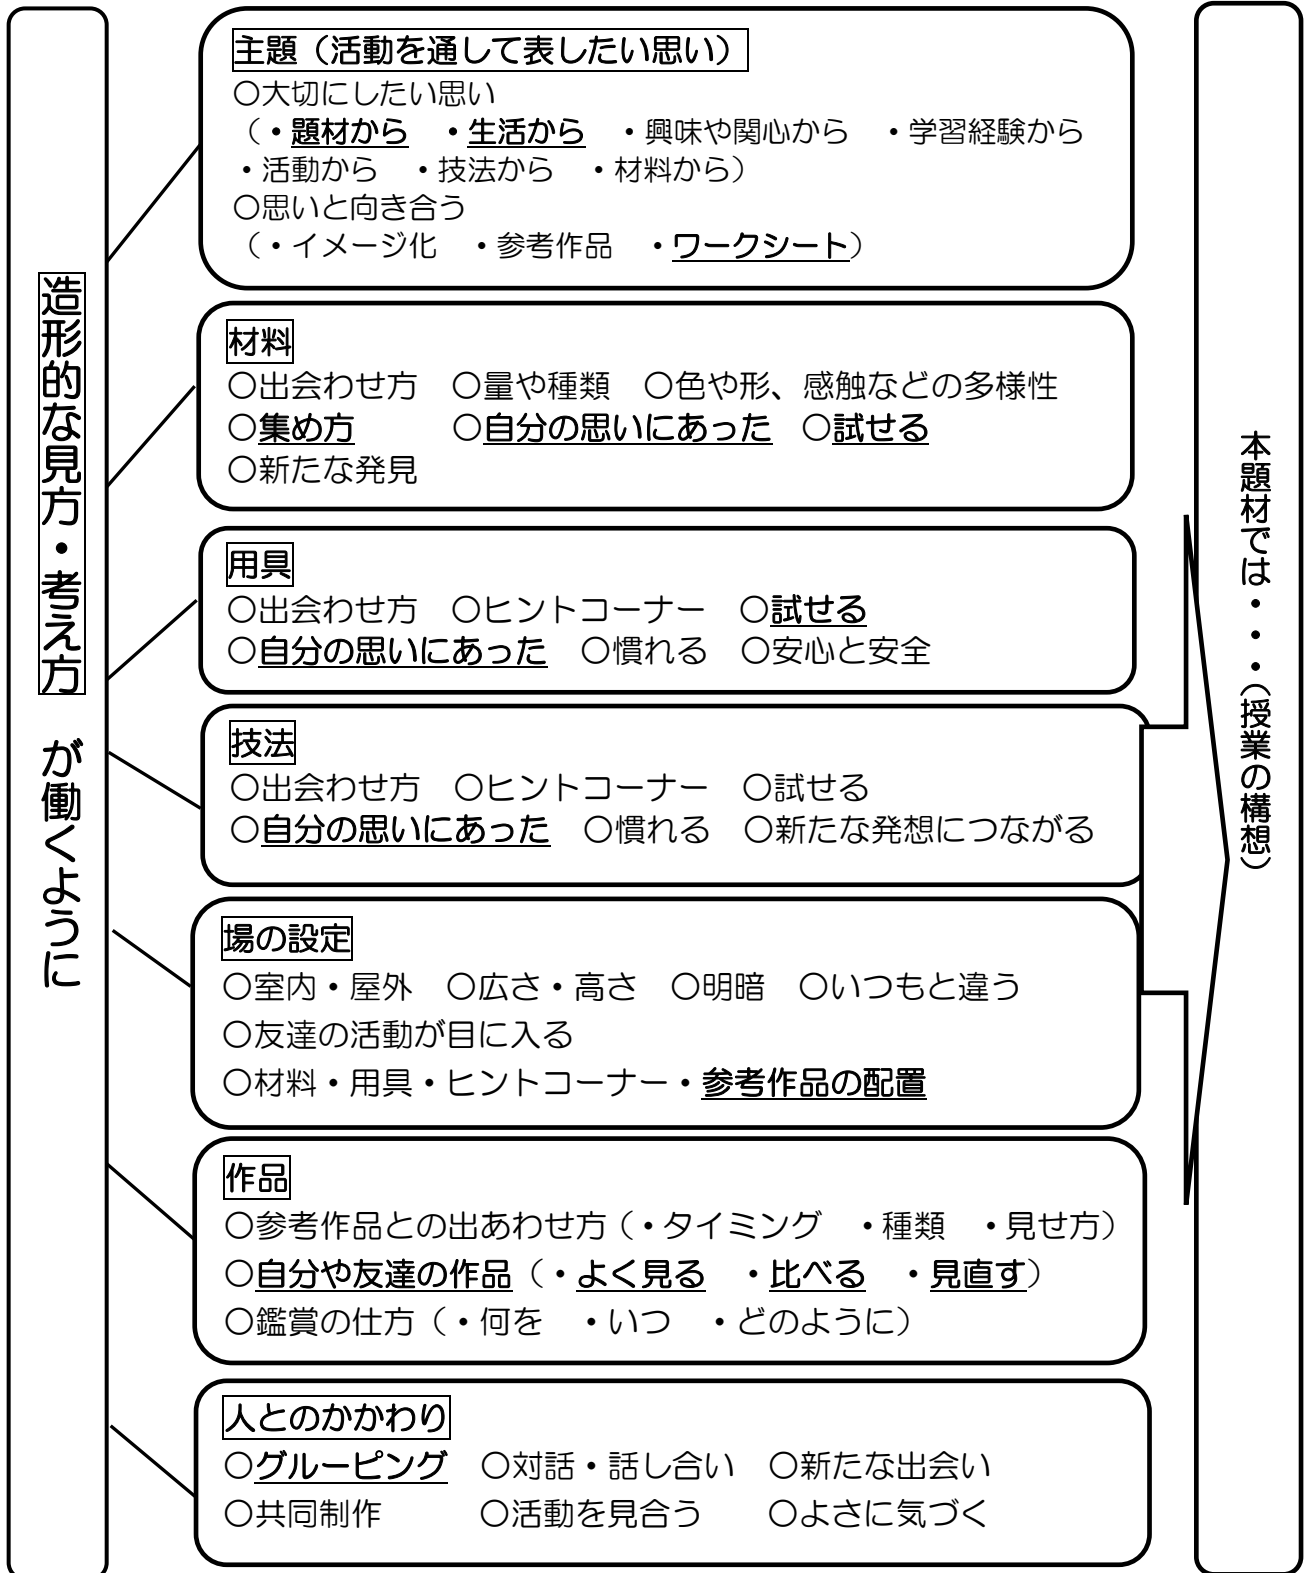 造形的な見方・考え方 が働くように
主題（活動を通して表したい思い）
○大切にしたい思い
（・題材から ・生活から ・興味や関心から ・学習経験から
・活動から ・技法から ・材料から）
○思いと向き合う
（・イメージ化 ・参考作品 ・ワークシート）
材料
○出会わせ方 ○量や種類 ○色や形、感触などの多様性
○集め方 ○自分の思いにあった ○試せる
○新たな発見
用具
○出会わせ方 ○ヒントコーナー ○試せる
○自分の思いにあった ○慣れる ○安心と安全
技法
○出会わせ方 ○ヒントコーナー ○試せる
○自分の思いにあった ○慣れる ○新たな発想につながる
場の設定
○室内・屋外 ○広さ・高さ ○明暗 ○いつもと違う
○友達の活動が目に入る
○材料・用具・ヒントコーナー・参考作品の配置
作品
○参考作品との出あわせ方（・タイミング ・種類 ・見せ方）
○自分や友達の作品（・よく見る ・比べる ・見直す）
○鑑賞の仕方（・何を ・いつ ・どのように）
人とのかかわり
○グルーピング ○対話・話し合い ○新たな出会い
○共同制作 ○活動を見合う ○よさに気づく
本題材では・・・（授業の構想）